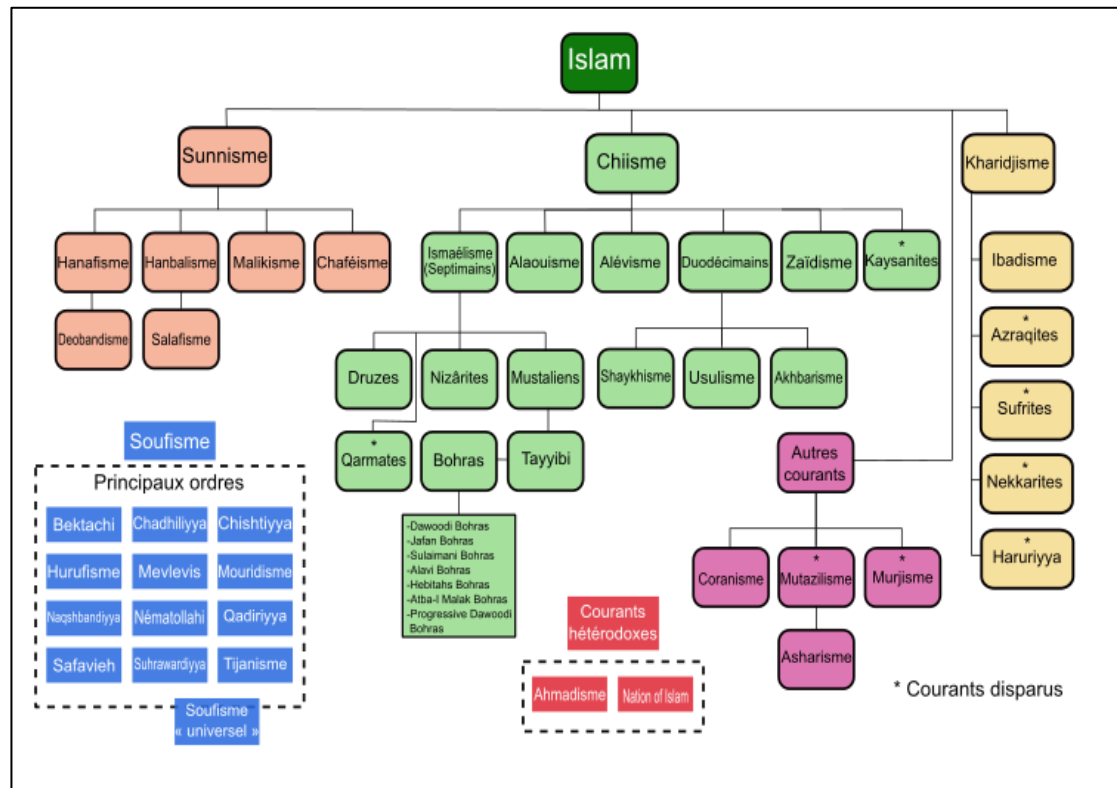 Islam
Sunnisme
Chiisme
Kharidjisme
Hanafisme
Hanbalisme
Malikisme
Chaféisme
Ismaélisme
(Septimains)
Alaouisme
Alévisme
Duodécimains
Zaïdisme
*
Kaysanites
Ibadisme
Deobandisme
Salafisme
*
Azraqites
Druzes
Nizârites
Mustaliens
Shaykhisme
Usulisme
Akhbarisme
*
Sufrites
Soufisme
*
Qarmates
Bohras
Tayyibi
Autres
courants
*
Nekkarites
Principaux ordres
Bektachi
Chadhiliyya
Chishtiyya
Hurufisme
Mevlevis
Mouridisme
Naqshbandiyya
Nématollahi
Qadiriyya
Safavieh
Suhrawardiyya
Tijanisme
Soufisme
« universel »
-Dawoodi Bohras
-Jafan Bohras
-Sulaimani Bohras
-Alavi Bohras
-Hebitahs Bohras
-Atba-I Malak Bohras
-Progressive Dawoodi
Bohras
Coranisme
*
Mutazilisme
*
Murjisme
*
Haruriyya
Courants
hétérodoxes
Ahmadisme
Nation of Islam
Asharisme
* Courants disparus